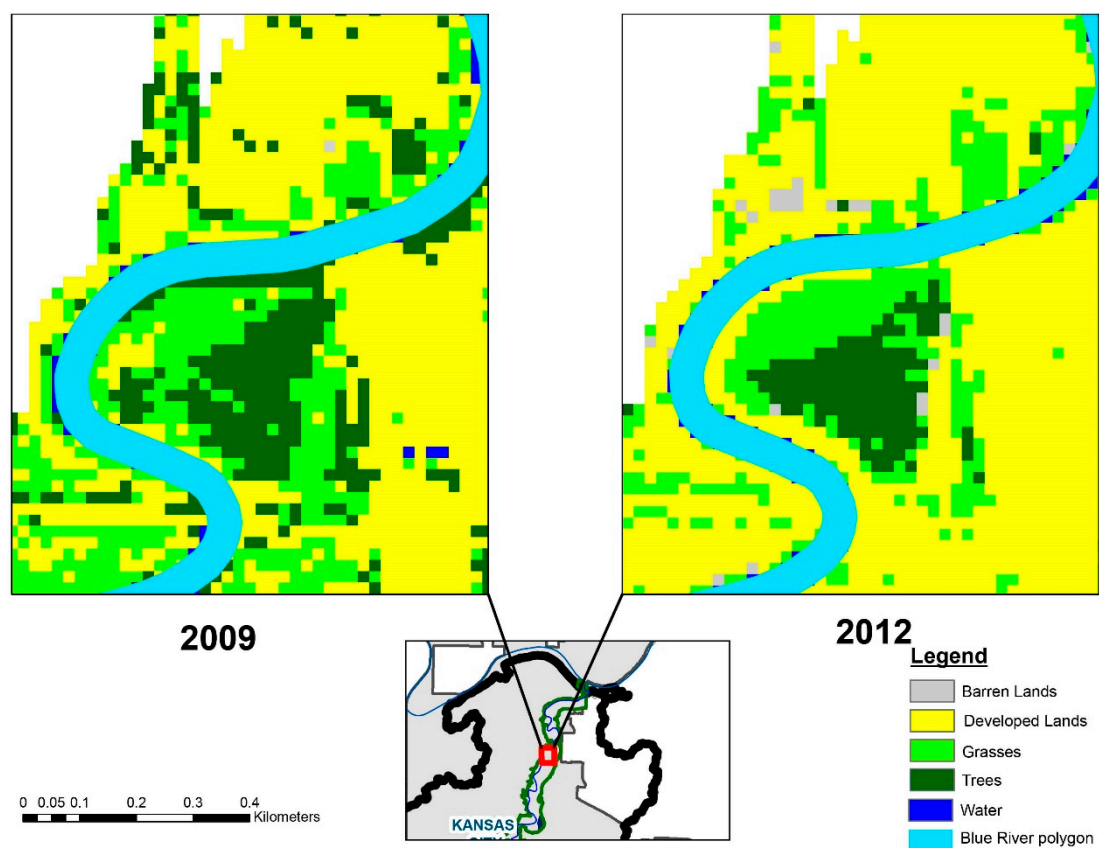 2009
2012
Legend
Barren Lands
Developed Lands
Grasses
Trees
Water
Blue River polygon
0 0.05 0.1 0.2 0.3 0.4
Kilometers
KANSAS